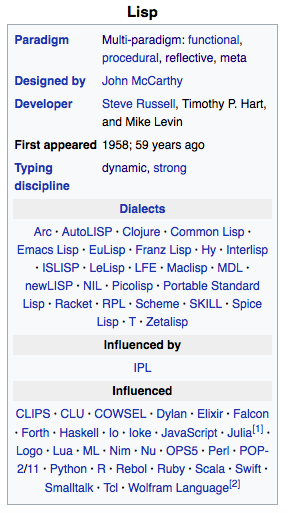 Lisp
Paradigm Multi-paradigm: functional,
procedural, reflective, meta
Designed by John McCarthy
Developer Steve Russell, Timothy P. Hart,
and Mike Levin
First appeared 1958; 59 years ago
Typing dynamic, strong
discipline
Dialects
Arc · AutoLISP · Clojure · Common Lisp ·
Emacs Lisp · EuLisp · Franz Lisp · Hy · Interlisp
· ISLISP · LeLisp · LFE · Maclisp · MDL ·
newLISP · NIL · Picolisp · Portable Standard
Lisp · Racket · RPL · Scheme · SKILL · Spice
Lisp · T · Zetalisp
Influenced by
IPL
Influenced
CLIPS · CLU · COWSEL · Dylan · Elixir · Falcon
· Forth · Haskell · Io · Ioke · JavaScript · Julia[1] ·
Logo · Lua · ML · Nim · Nu · OPS5 · Perl · POP-
2/11 · Python · R · Rebol · Ruby · Scala · Swift ·
Smalltalk · Tcl · Wolfram Language[2]